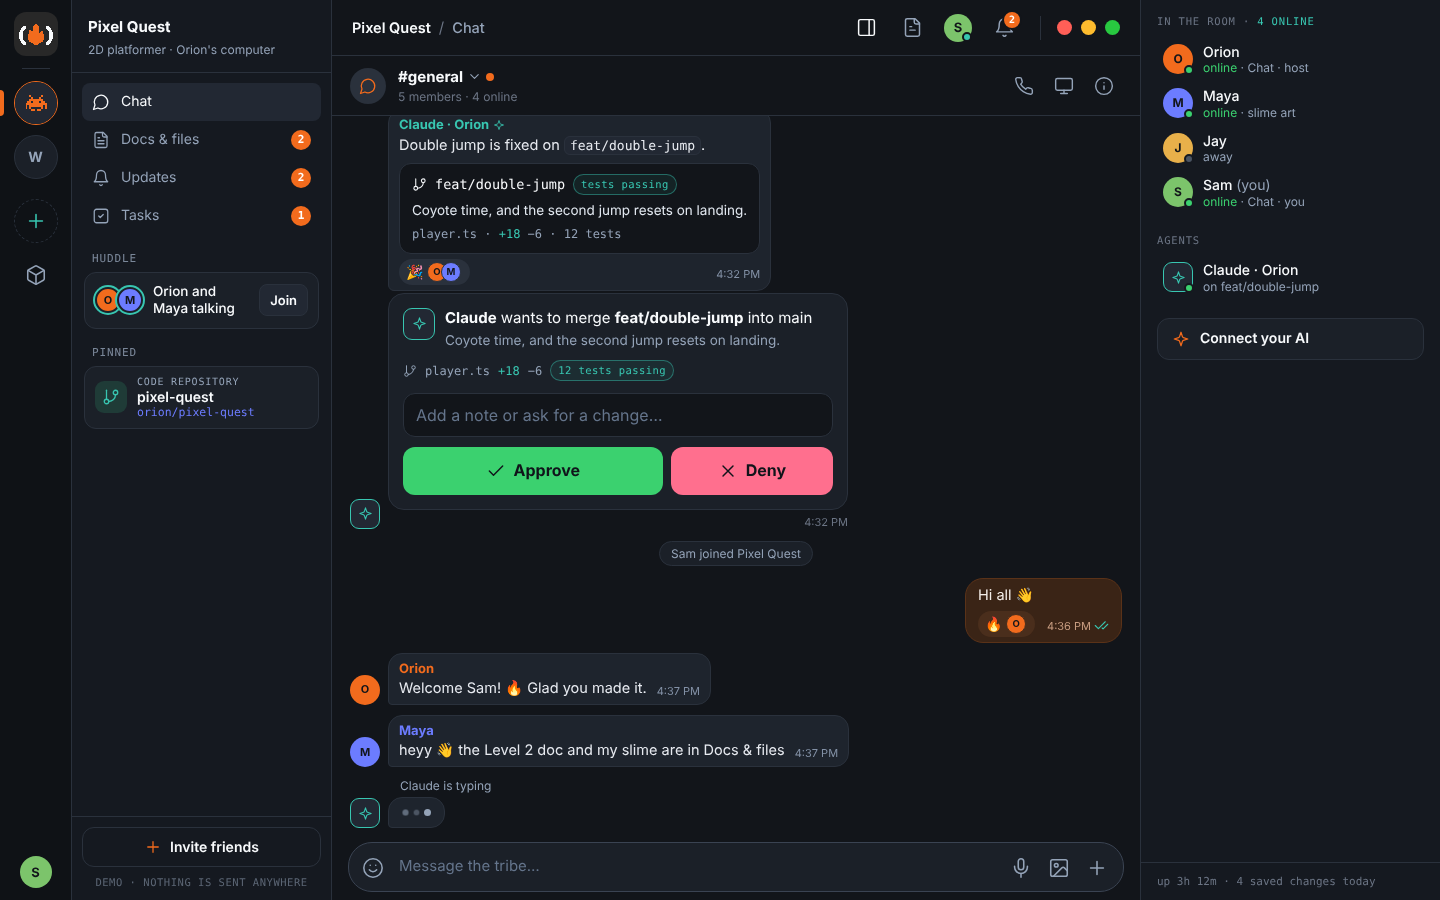 W
S
Pixel Quest
2D platformer · Orion's computer
Chat
Docs & files 2
Updates 2
Tasks 1
HUDDLE
O M Orion and
Maya talking
Join
PINNED
CODE REPOSITORY
pixel-quest
orion/pixel-quest
Invite friends
DEMO · NOTHING IS SENT ANYWHERE
Pixel Quest / Chat
S
2
#general
5 members · 4 online
Claude · Orion
Double jump is fixed on feat/double-jump.
feat/double-jump tests passing
Coyote time, and the second jump resets on landing.
player.ts · +18 −6 · 12 tests
🎉 O M 4:32 PM
Claude wants to merge feat/double-jump into main
Coyote time, and the second jump resets on landing.
player.ts +18 −6 12 tests passing
Add a note or ask for a change...
Approve
Deny
4:32 PM
Sam joined Pixel Quest
Hi all 👋
🔥 O 4:36 PM
Orion
O Welcome Sam! 🔥 Glad you made it. 4:37 PM
Maya
M heyy 👋 the Level 2 doc and my slime are in Docs & files 4:37 PM
Claude is typing
Message the tribe...
IN THE ROOM · 4 ONLINE
O Orion
online · Chat · host
M Maya
online · slime art
J Jay
away
S Sam (you)
online · Chat · you
AGENTS
Claude · Orion
on feat/double-jump
Connect your AI
up 3h 12m · 4 saved changes today